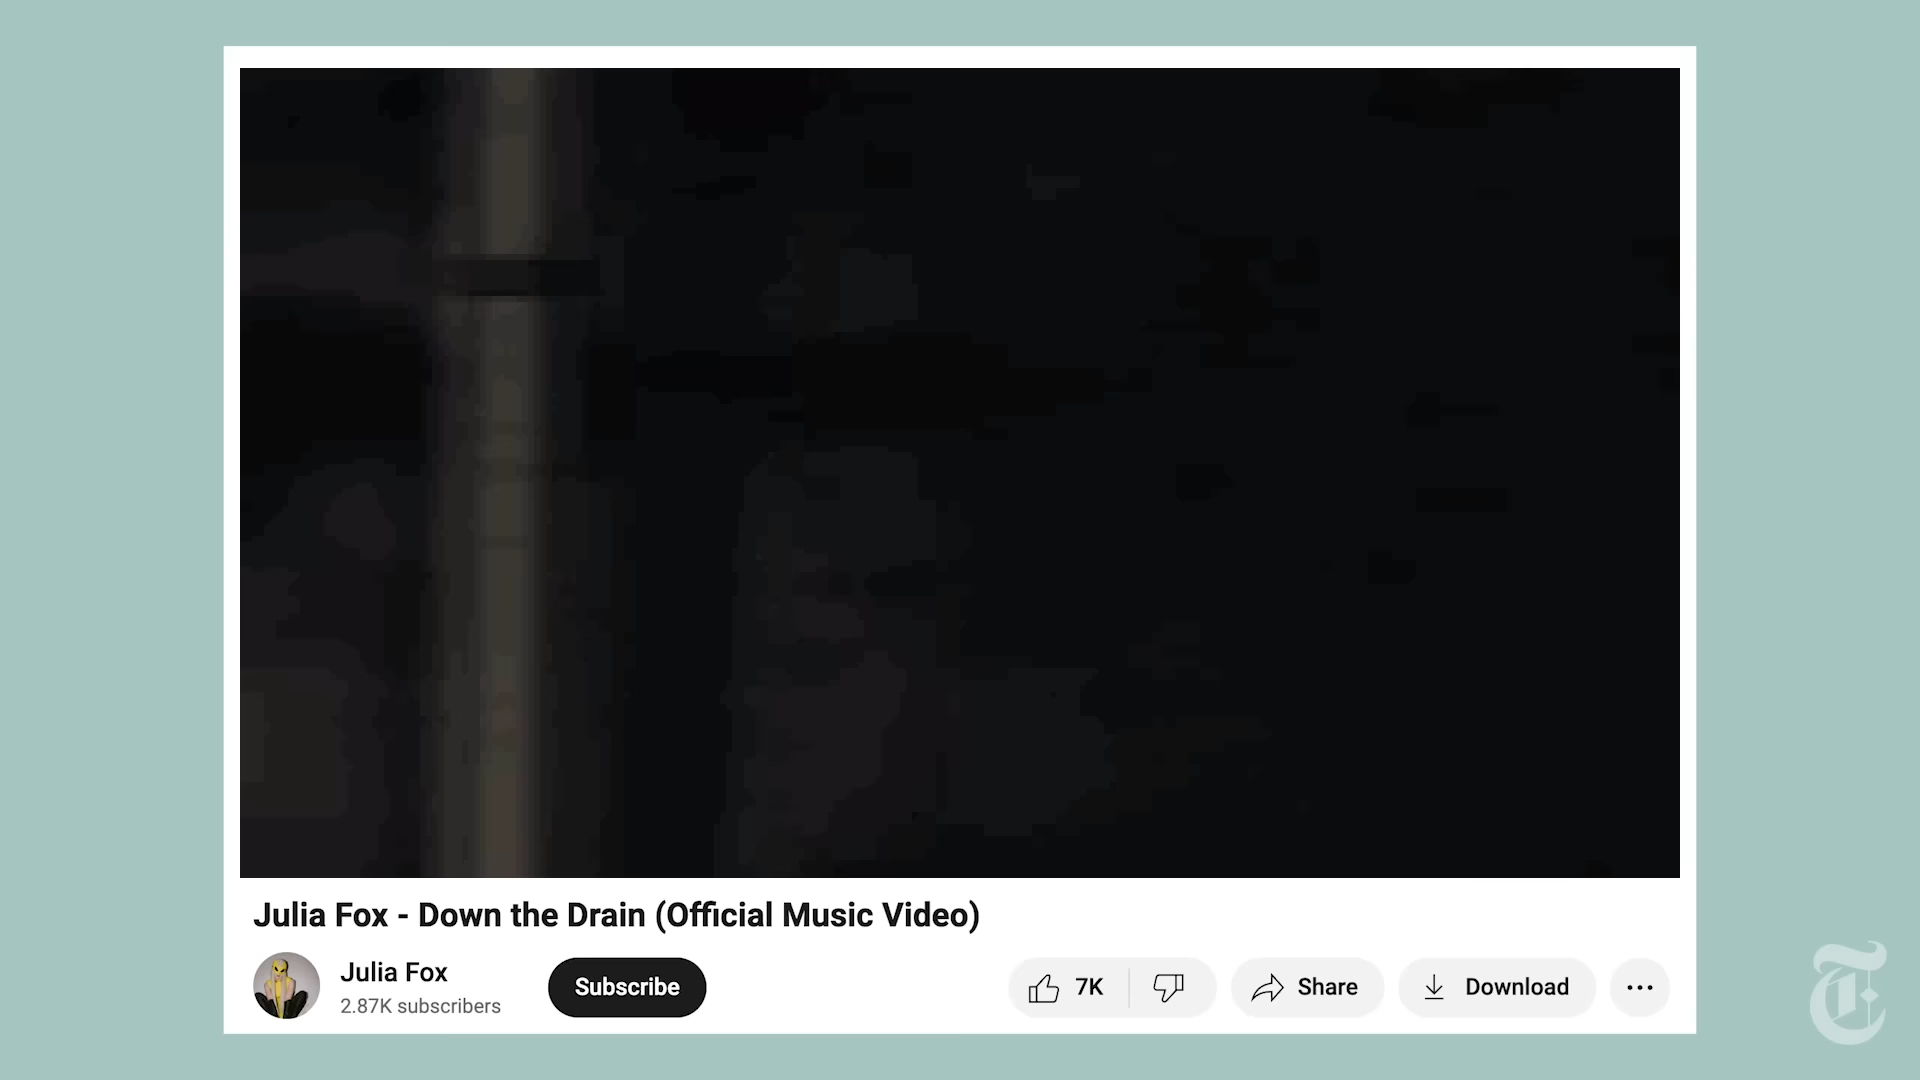 Julia Fox - Down the Drain (Official Music Video)
Julia Fox
2.87K subscribers
Subscribe
7K
Share
Download
T